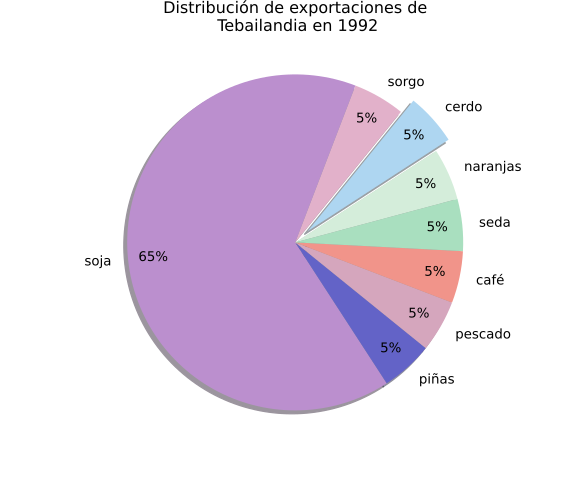 Distribución de exportaciones de
Tebailandia en 1992
sorgo
5%
cerdo
5%
naranjas
5%
seda
5%
soja
65%
café
5%
pescado
5%
piñas
5%